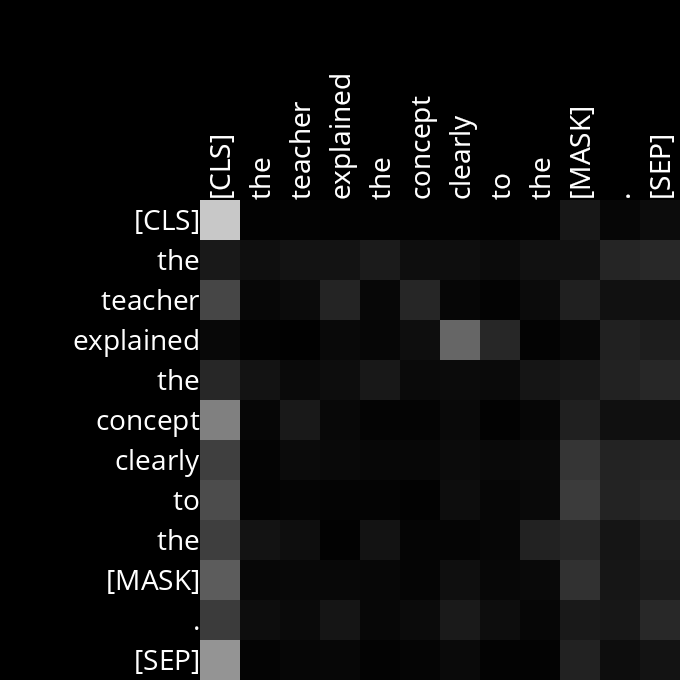 [CLS] the teacher explained the concept clearly to the [MASK] . [SEP]
[CLS]
the
teacher
explained
the
concept
clearly
to
the
[MASK]
.
[SEP]